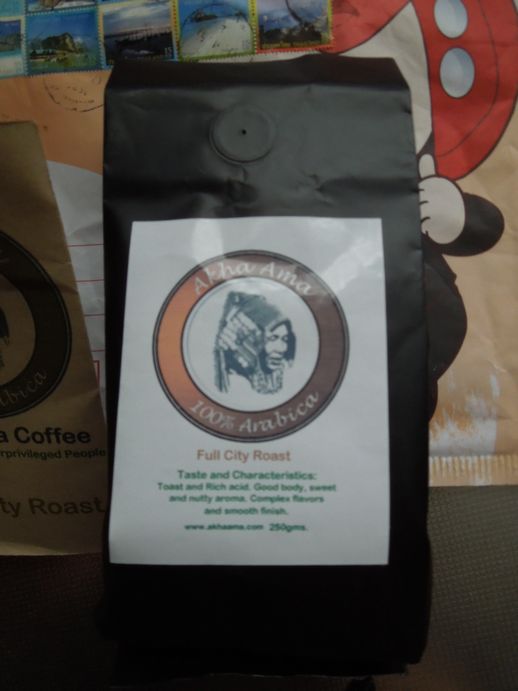 Akha Ama
100% Arabica
Full City Roast
Taste and Characteristics:
Toast and Rich acid. Good body, sweet
and nutty aroma. Complex flavors
and smooth finish.
www.akhaama.com 250gms.
a Coffee
rprivileged People
ity Roast